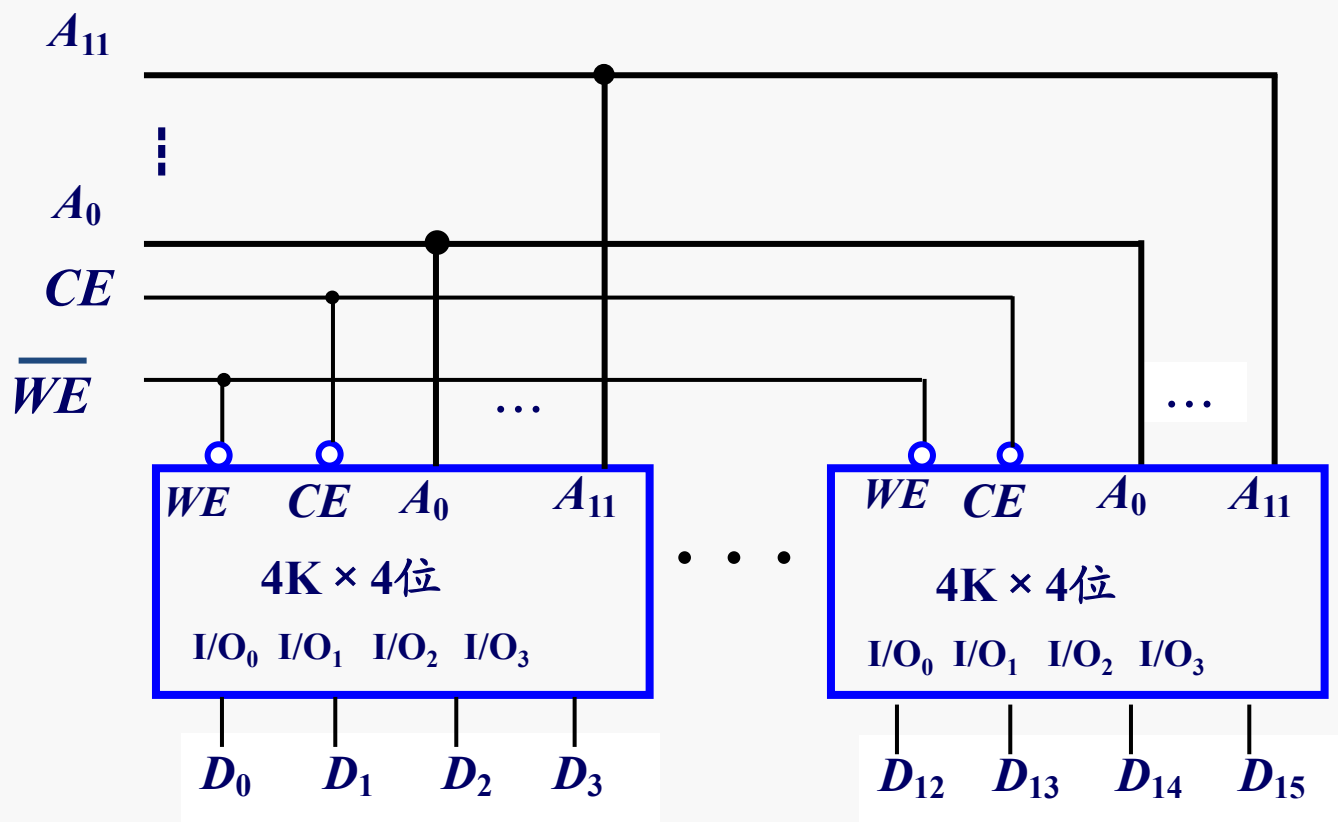 A₁₁
A₀
CE
W̅E̅
… …
WE CE A₀ A₁₁ WE CE A₀ A₁₁
4K × 4位 • • • 4K × 4位
I/O₀ I/O₁ I/O₂ I/O₃ I/O₀ I/O₁ I/O₂ I/O₃
D₀ D₁ D₂ D₃ D₁₂ D₁₃ D₁₄ D₁₅